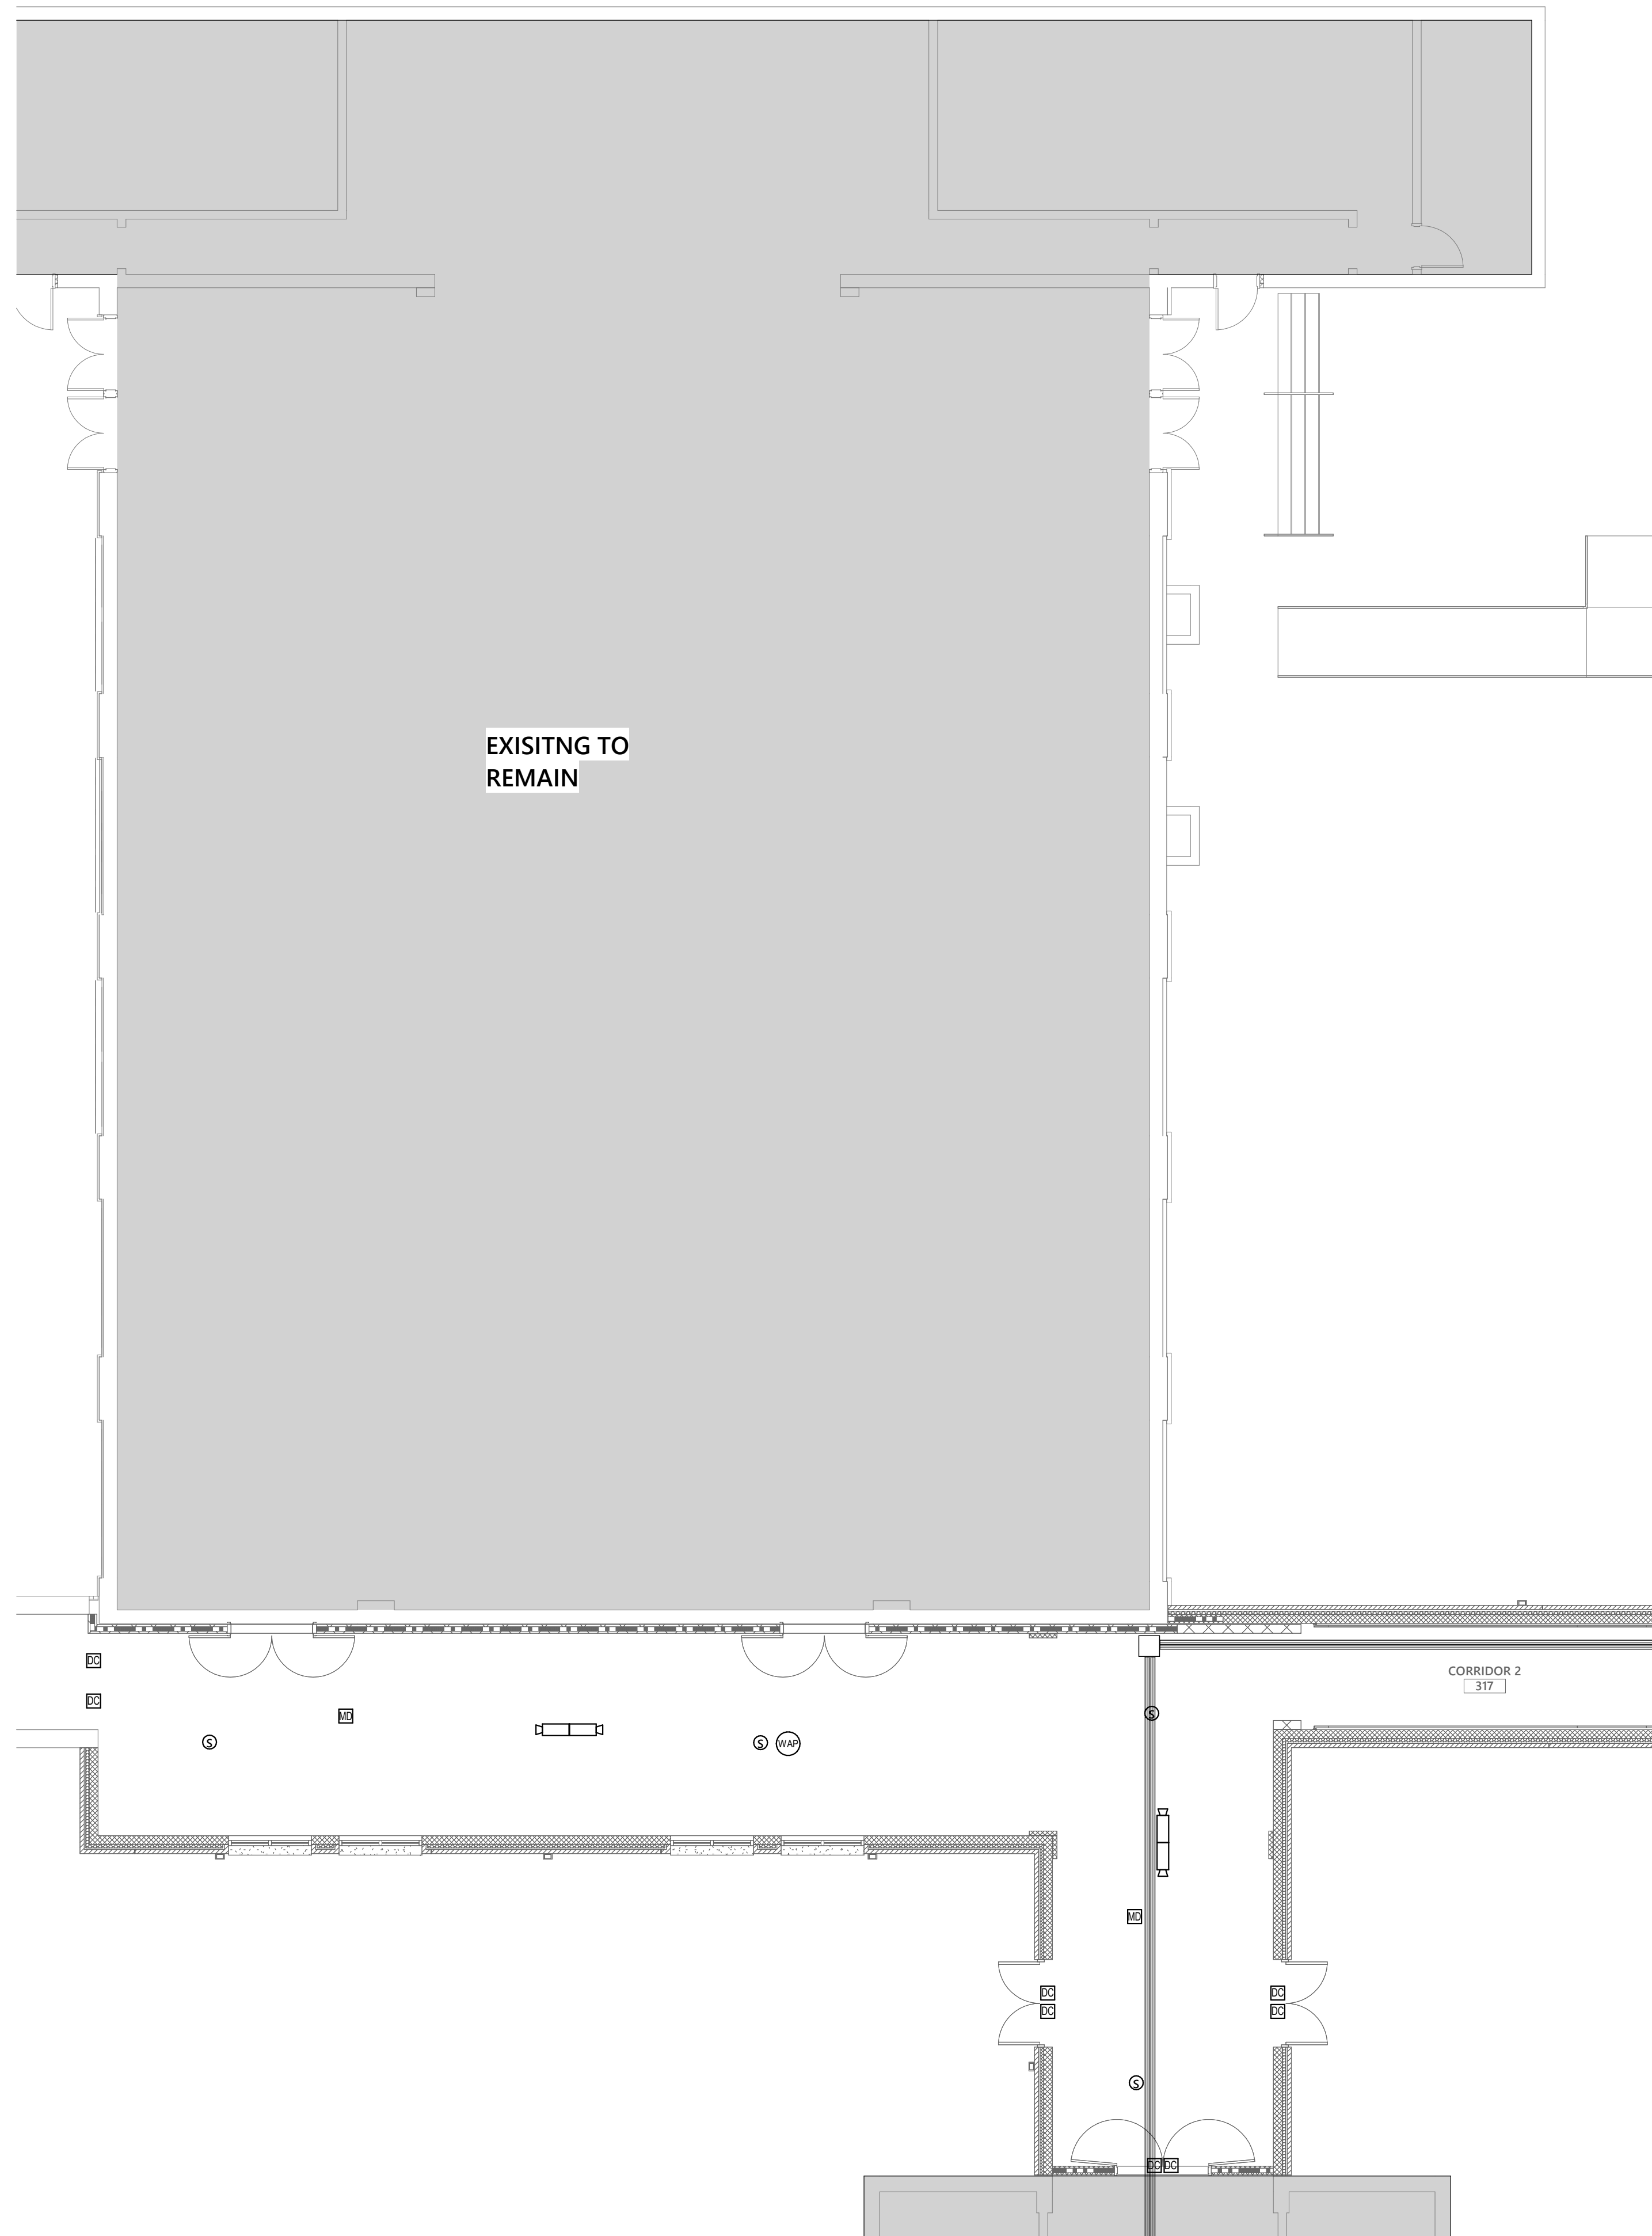 EXISITNG TO
REMAIN
DC
CORRIDOR 2
317
DC
S
MD
S
S
WAP
MD
DC
DC
DC
DC
S
DC
DC